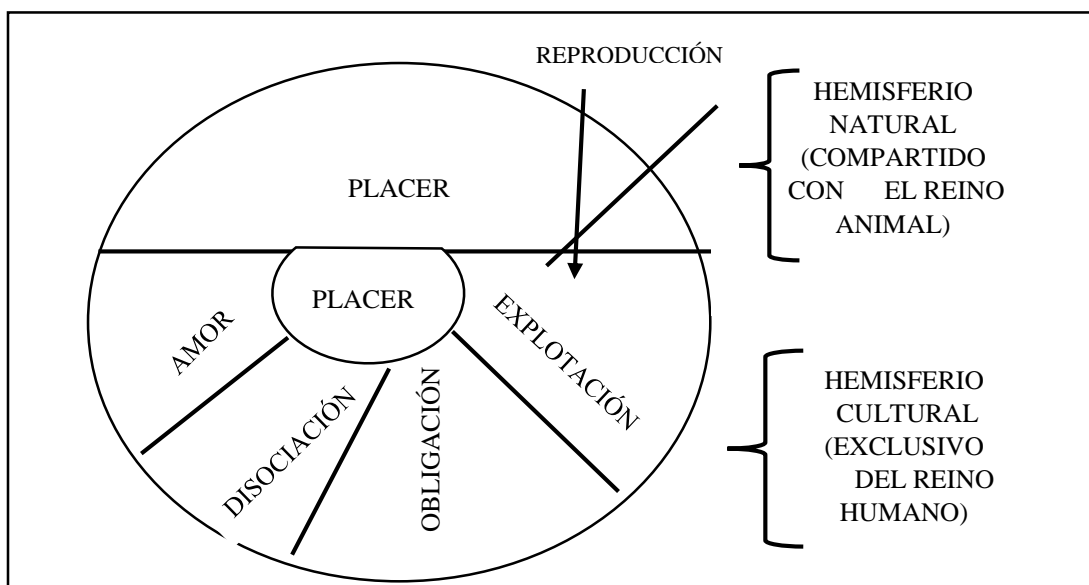 REPRODUCCIÓN
HEMISFERIO
NATURAL
(COMPARTIDO
CON EL REINO
ANIMAL)
PLACER
PLACER
AMOR
DISOCIACIÓN
OBLIGACIÓN
EXPLOTACIÓN
HEMISFERIO
CULTURAL
(EXCLUSIVO
DEL REINO
HUMANO)